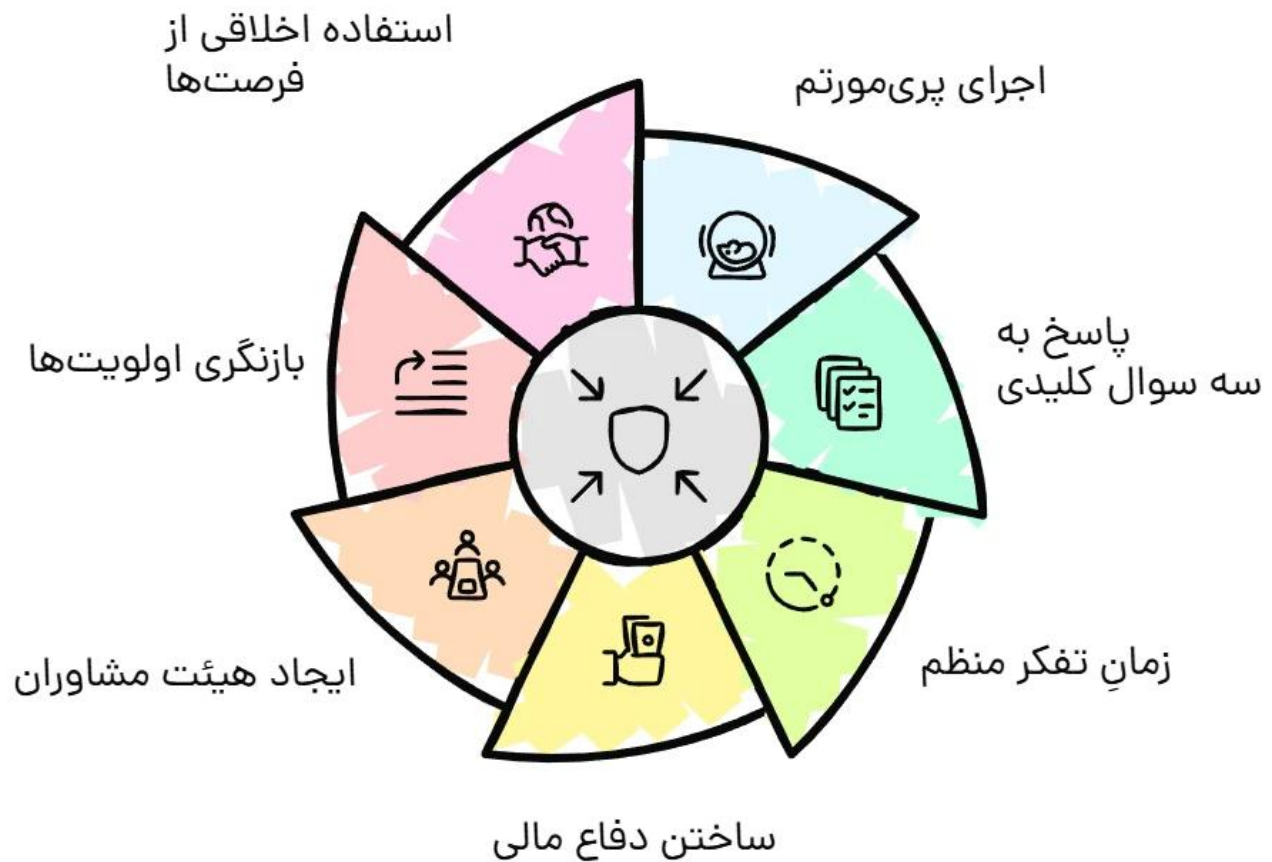 اجرای پری‌مورتم
پاسخ به
سه سوال کلیدی
زمانِ تفکر منظم
ساختن دفاع مالی
ایجاد هیئت مشاوران
بازنگری اولویت‌ها
استفاده اخلاقی از
فرصت‌ها